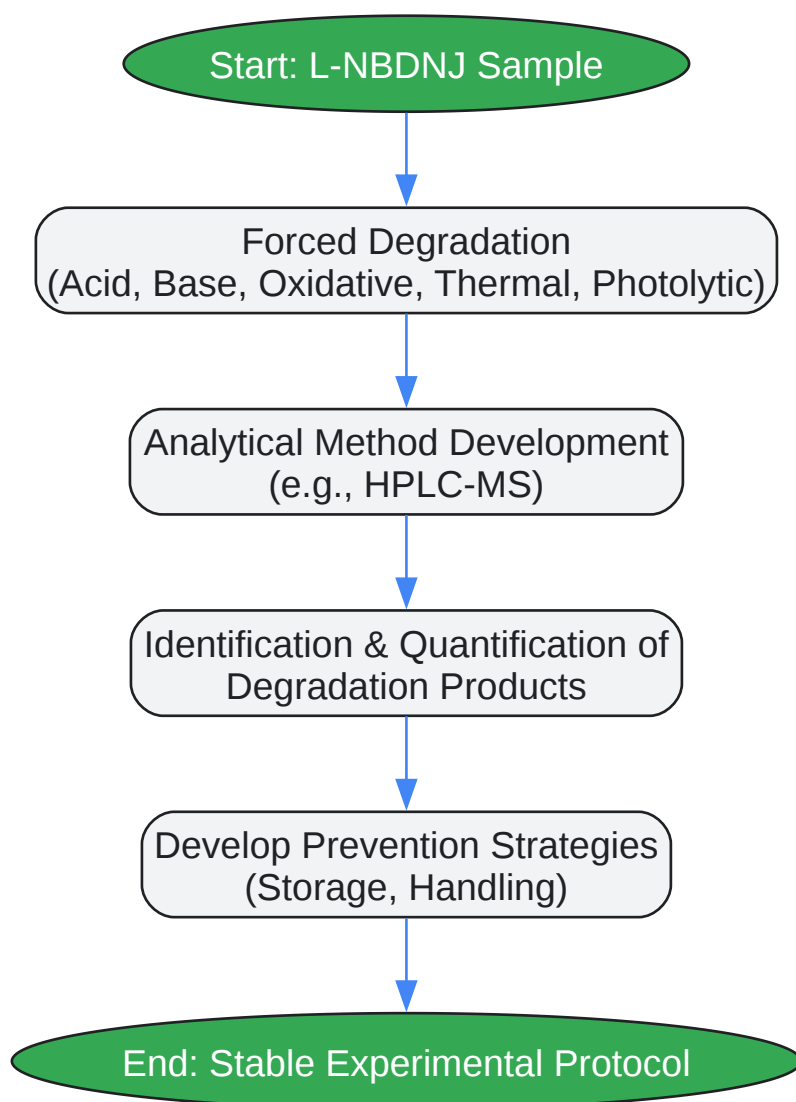 Start: L-NBDNJ Sample
Forced Degradation
(Acid, Base, Oxidative, Thermal, Photolytic)
Analytical Method Development
(e.g., HPLC-MS)
Identification & Quantification of
Degradation Products
Develop Prevention Strategies
(Storage, Handling)
End: Stable Experimental Protocol